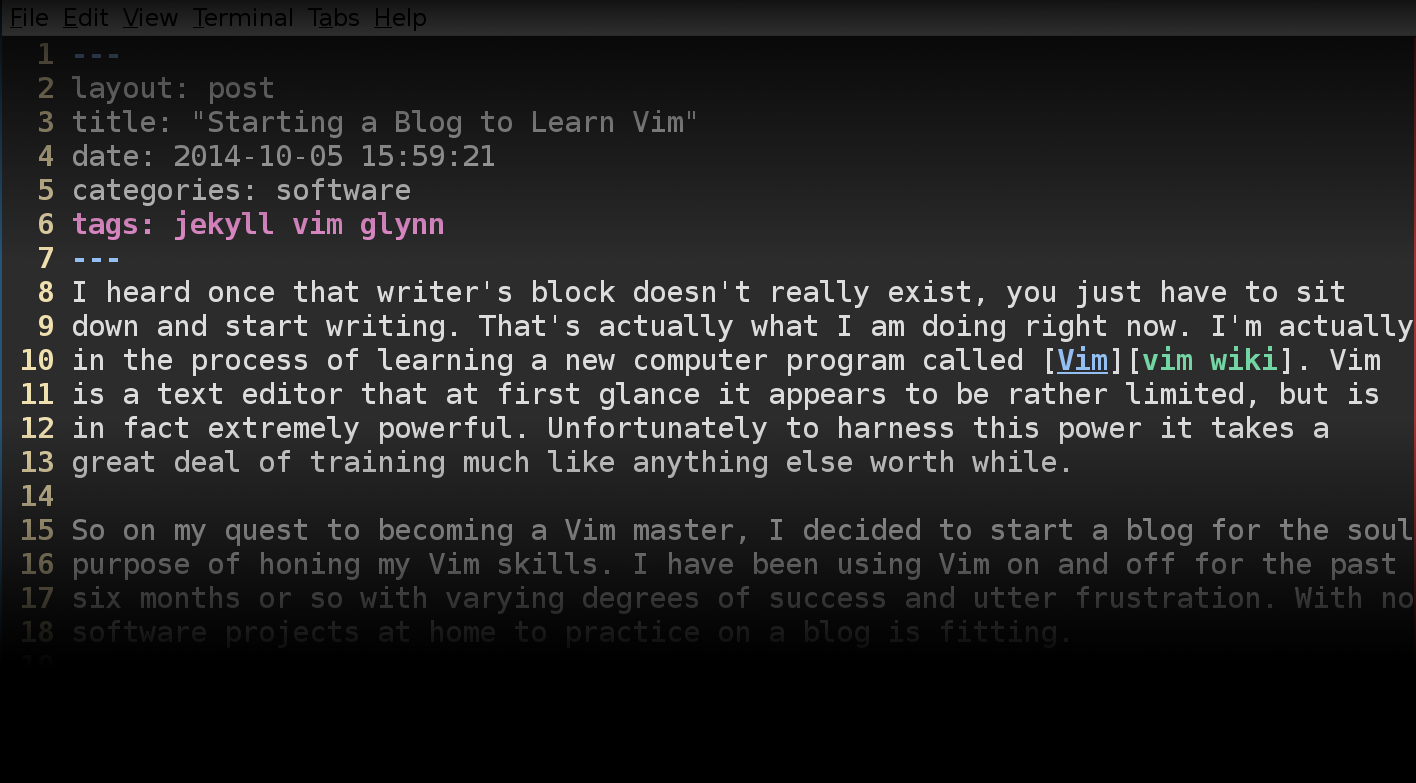 File Edit View Terminal Tabs Help
1 ---
2 layout: post
3 title: "Starting a Blog to Learn Vim"
4 date: 2014-10-05 15:59:21
5 categories: software
6 tags: jekyll vim glynn
7 ---
8 I heard once that writer's block doesn't really exist, you just have to sit
9 down and start writing. That's actually what I am doing right now. I'm actually
10 in the process of learning a new computer program called [Vim][vim wiki]. Vim
11 is a text editor that at first glance it appears to be rather limited, but is
12 in fact extremely powerful. Unfortunately to harness this power it takes a
13 great deal of training much like anything else worth while.
14
15 So on my quest to becoming a Vim master, I decided to start a blog for the soul
16 purpose of honing my Vim skills. I have been using Vim on and off for the past
17 six months or so with varying degrees of success and utter frustration. With no
18 software projects at home to practice on a blog is fitting.
19